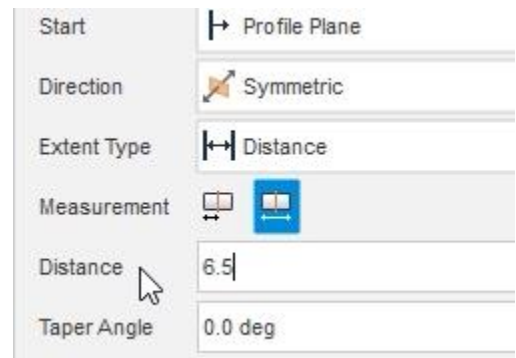 Start Profile Plane
Direction Symmetric
Extent Type Distance
Measurement
Distance 6.5
Taper Angle 0.0 deg